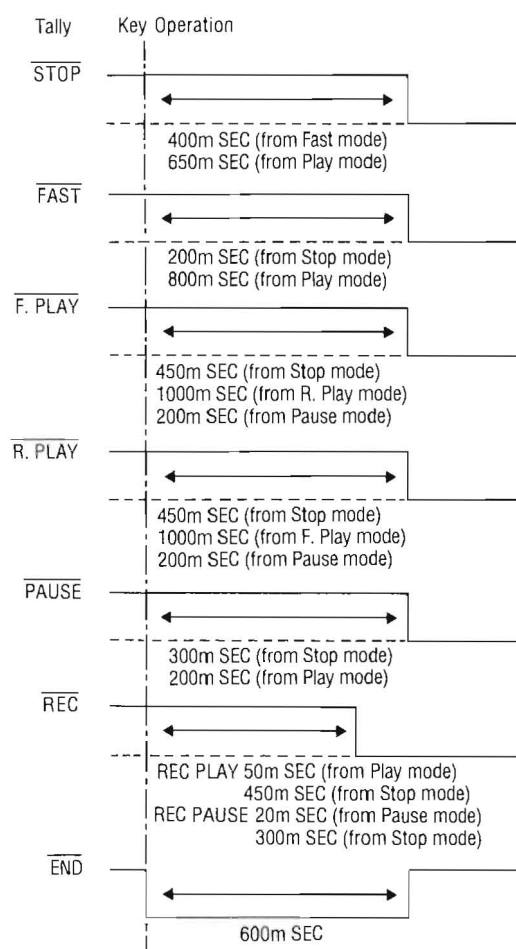 Tally Key Operation
STOP
400m SEC (from Fast mode)
650m SEC (from Play mode)
FAST
200m SEC (from Stop mode)
800m SEC (from Play mode)
F. PLAY
450m SEC (from Stop mode)
1000m SEC (from R. Play mode)
200m SEC (from Pause mode)
R. PLAY
450m SEC (from Stop mode)
1000m SEC (from F. Play mode)
200m SEC (from Pause mode)
PAUSE
300m SEC (from Stop mode)
200m SEC (from Play mode)
REC
REC PLAY 50m SEC (from Play mode)
450m SEC (from Stop mode)
REC PAUSE 20m SEC (from Pause mode)
300m SEC (from Stop mode)
END
600m SEC